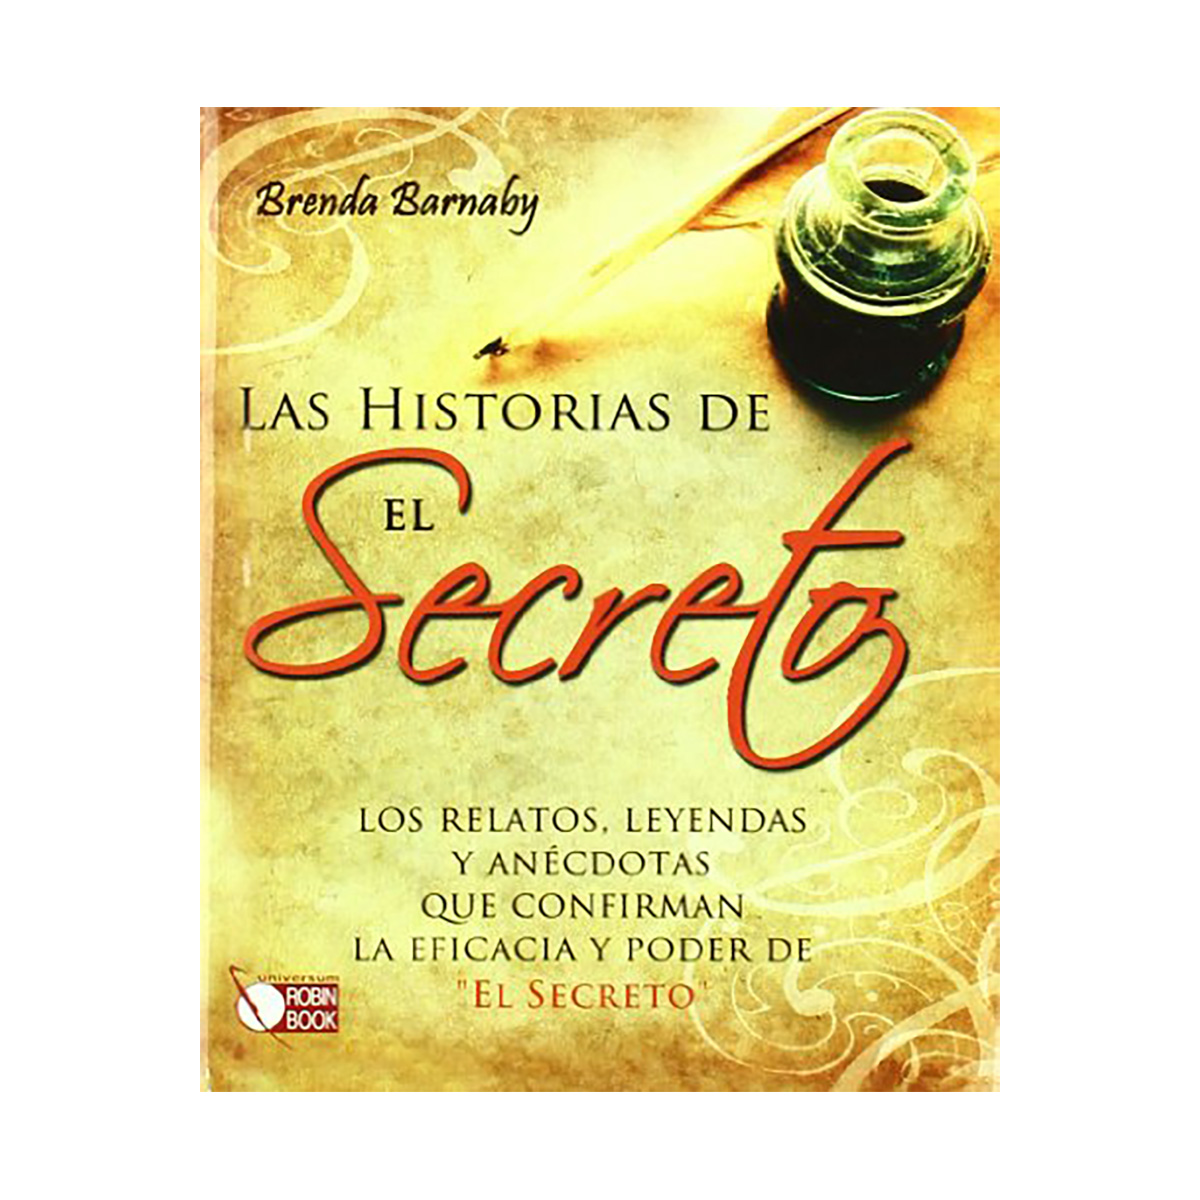 Brenda Barnaby
LAS HISTORIAS DE
EL
Secreto
LOS RELATOS, LEYENDAS
Y ANÉCDOTAS
QUE CONFIRMAN
LA EFICACIA Y PODER DE
"EL SECRETO"
universum
ROBIN
BOOK